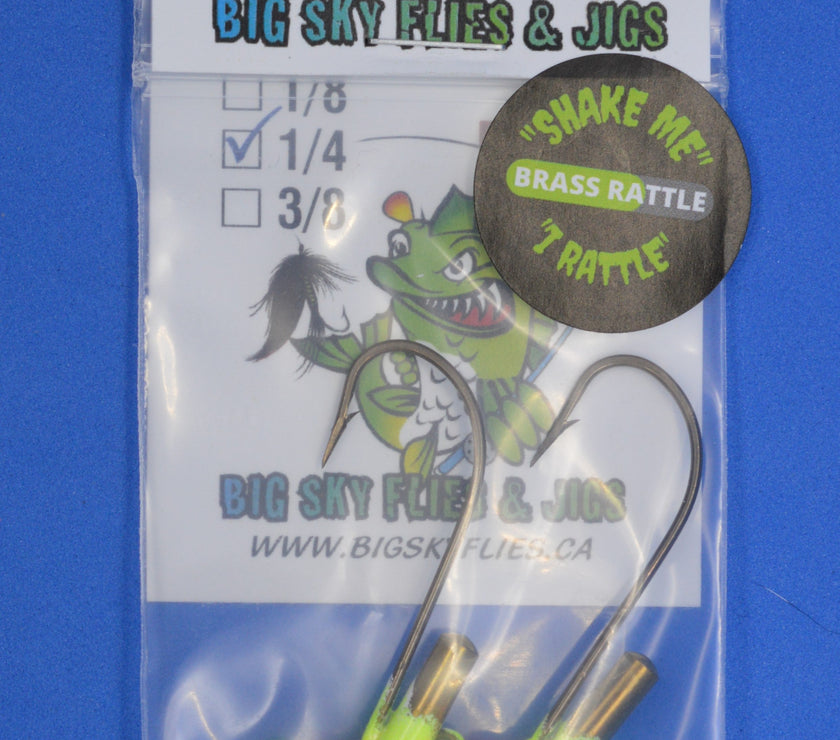 BIG SKY FLIES & JIGS
1/8
1/4
3/8
"SHAKE ME"
BRASS RATTLE
"I RATTLE"
BIG SKY FLIES & JIGS
WWW.BIGSKYFLIES.CA